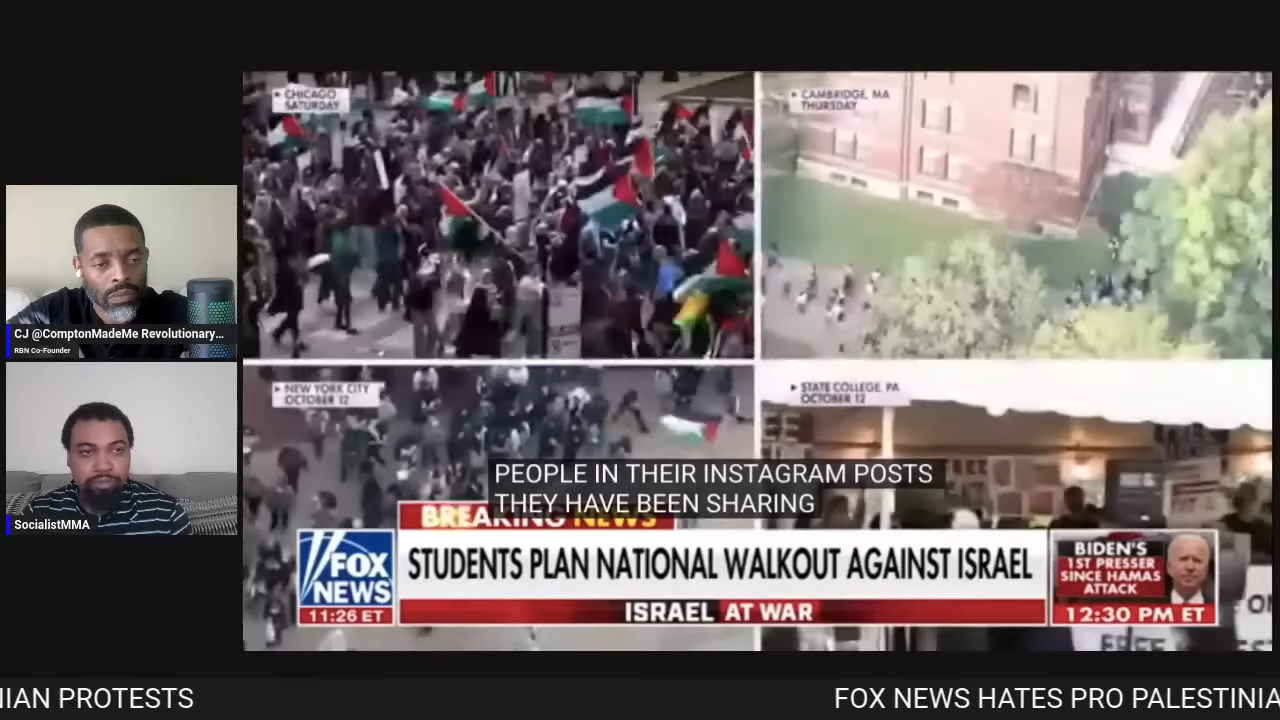 CHICAGO
SATURDAY
CAMBRIDGE, MA
THURSDAY
CJ @ComptonMadeMe Revolutionary...
RBN Co-Founder
NEW YORK CITY
OCTOBER 12
STATE COLLEGE, PA
OCTOBER 12
PEOPLE IN THEIR INSTAGRAM POSTS
THEY HAVE BEEN SHARING
SocialistMMA
BREAKING NEWS
FOX
NEWS
11:26 ET
STUDENTS PLAN NATIONAL WALKOUT AGAINST ISRAEL
ISRAEL AT WAR
BIDEN'S
1ST PRESSER
SINCE HAMAS
ATTACK
12:30 PM ET
FREE
NIAN PROTESTS
FOX NEWS HATES PRO PALESTINIA